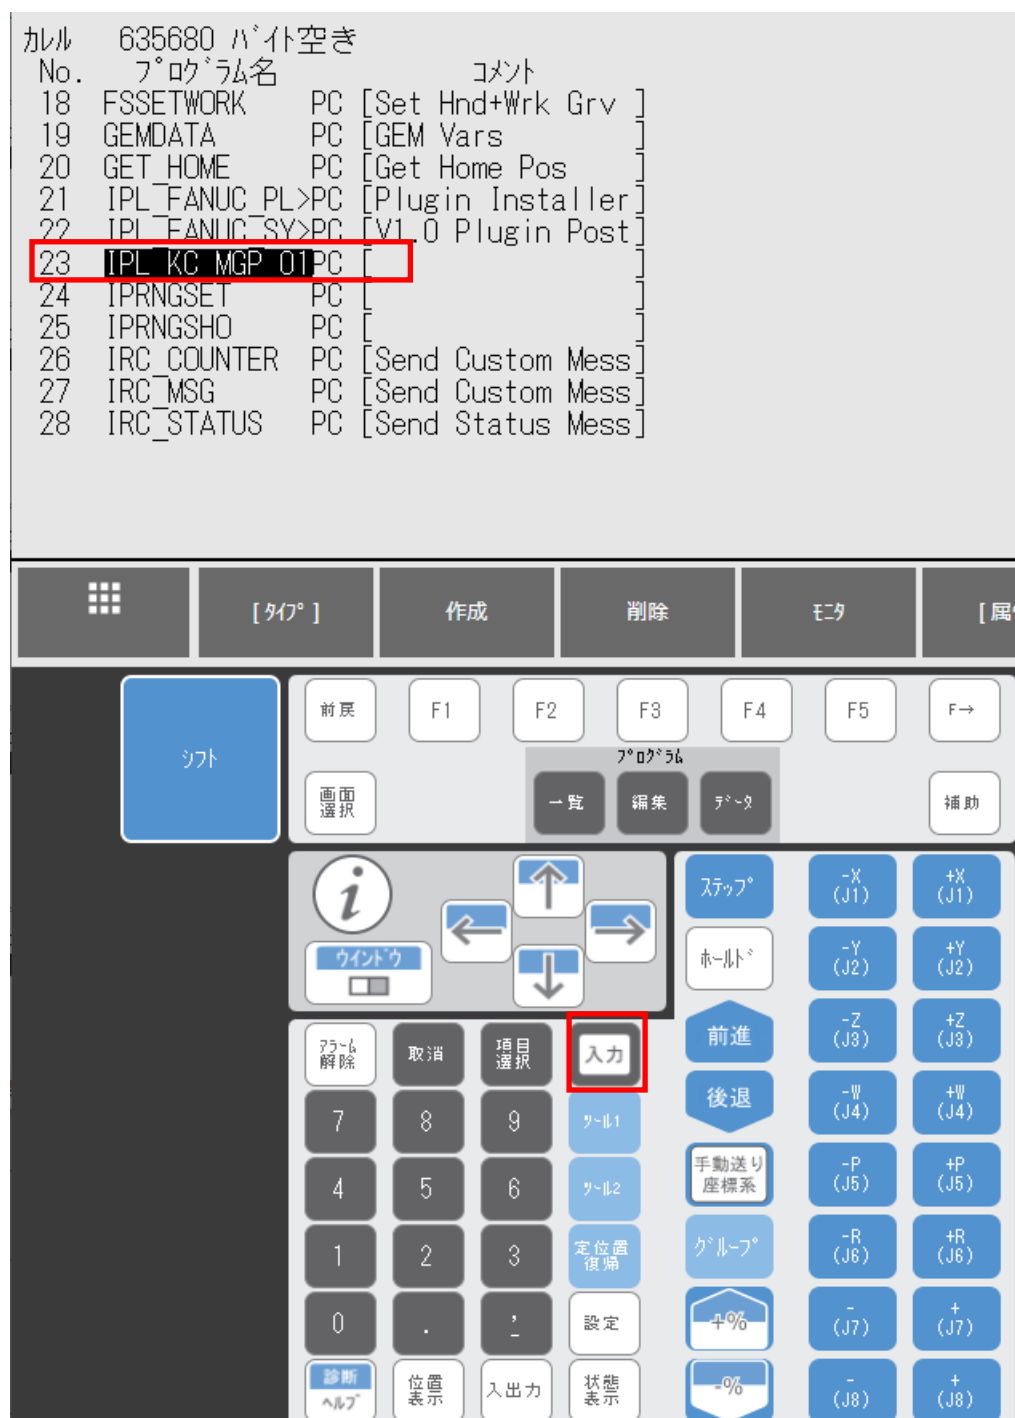 カレル 635680 バイト空き
No. プログラム名 コメント
18 FSSETWORK PC [Set Hnd+Wrk Grv ]
19 GEMDATA PC [GEM Vars ]
20 GET_HOME PC [Get Home Pos ]
21 IPL_FANUC_PL>PC [Plugin Installer]
22 IPL_FANUC_SY>PC [V1.0 Plugin Post]
23 IPL_KC_MGP_01PC [ ]
24 IPRNGSET PC [ ]
25 IPRNGSHO PC [ ]
26 IRC_COUNTER PC [Send Custom Mess]
27 IRC_MSG PC [Send Custom Mess]
28 IRC_STATUS PC [Send Status Mess]
[ タイプ ] 作成 削除 モニタ [ 属
シフト
前戻 F1 F2 F3 F4 F5 F→
プログラム
画面選択 一覧 編集 データ 補助
i
ウインドウ
ステップ -X (J1) +X (J1)
ホールド -Y (J2) +Y (J2)
前進 -Z (J3) +Z (J3)
後退 -W (J4) +W (J4)
手動送り座標系 -P (J5) +P (J5)
グループ -R (J6) +R (J6)
+% - (J7) + (J7)
-% - (J8) + (J8)
アラーム解除 取消 項目選択 入力
7 8 9 ツール1
4 5 6 ツール2
1 2 3 定位置復帰
0 . , - 設定
診断 ヘルプ 位置表示 入出力 状態表示